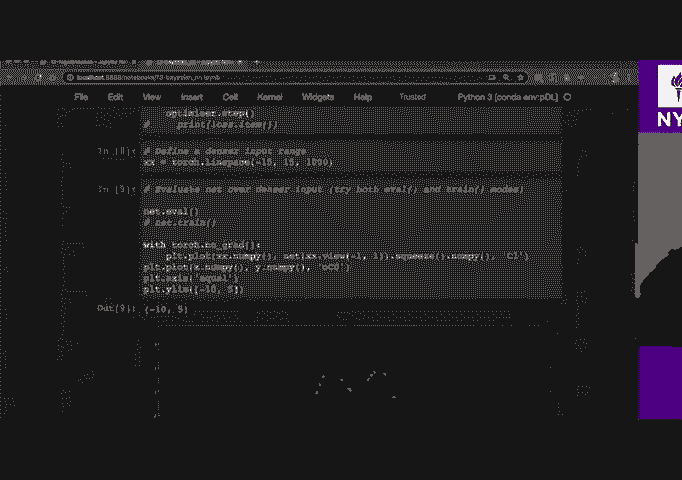 localhost:8888/notebooks/13-bayesian_nn.ipynb
File Edit View Insert Cell Kernel Widgets Help Trusted Python 3 (conda env:pDL)
optimiser.step()
# print(loss.item())
In [8]: # Define a denser input range
xx = torch.linspace(-15, 15, 1000)
In [9]: # Evaluate net over denser input (try both eval() and train() modes)
net.eval()
# net.train()
with torch.no_grad():
plt.plot(xx.numpy(), net(xx.view(-1, 1)).squeeze().numpy(), 'C1')
plt.plot(x.numpy(), y.numpy(), 'oC0')
plt.axis('equal')
plt.ylim([-10, 5])
Out[9]: (-10, 5)
NY